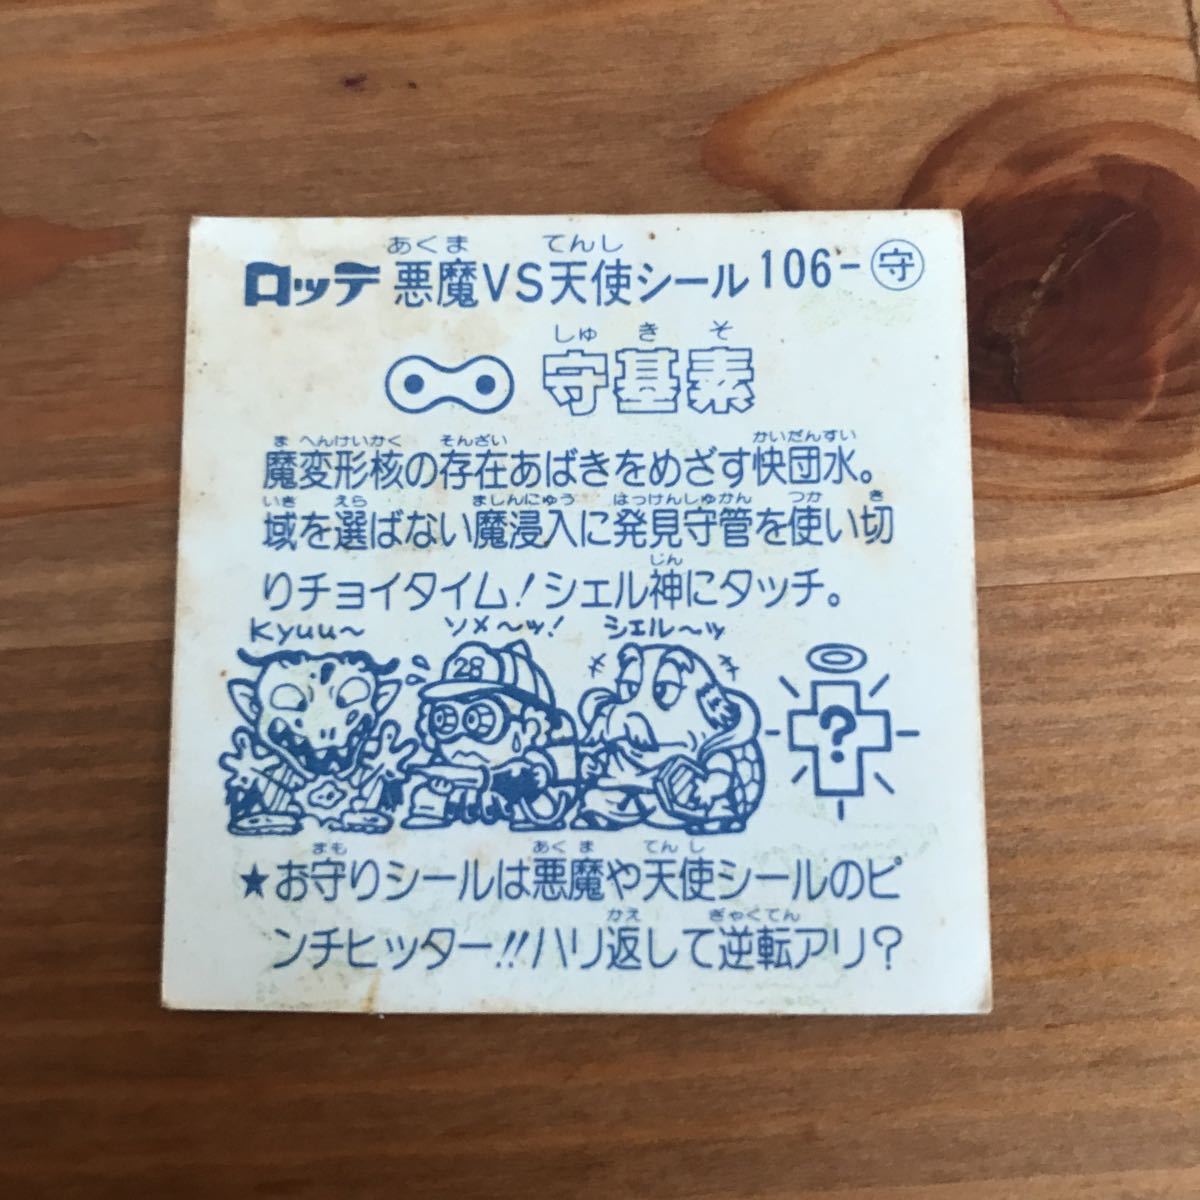 あくま てんし
ロッテ 悪魔VS天使シール 106-守
しゅ き そ
守基素
ま へんけいかく そんざい かいだんすい
魔変形核の存在あばきをめざす快団水。
いき えら ましんにゅう はっけんしゅかん つか き
域を選ばない魔浸入に発見守管を使い切
じん
りチョイタイム!シェル神にタッチ。
Kyuu~ ソメ~ッ! シェル~ッ
28
?
まも あくま てんし
★お守りシールは悪魔や天使シールのピ
かえ ぎゃくてん
ンチヒッター!!ハリ返して逆転アリ?